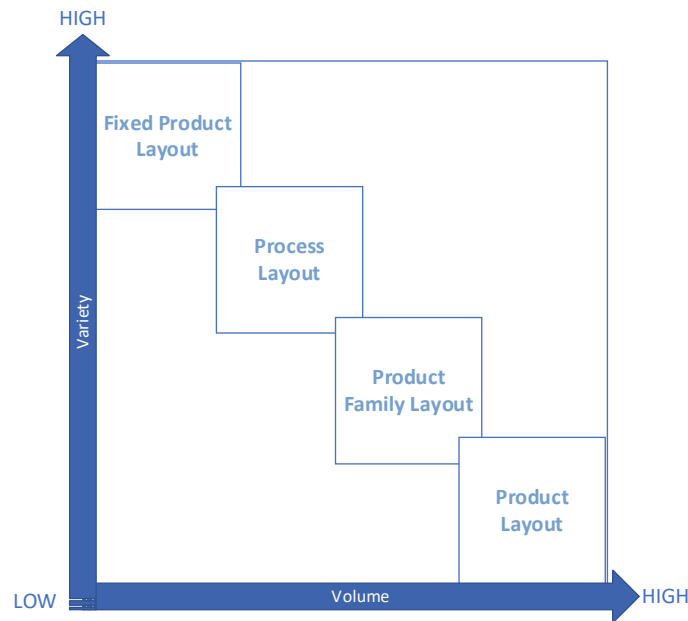 HIGH
Fixed Product
Layout
Process
Layout
Variety
Product
Family Layout
Product
Layout
LOW
Volume
HIGH